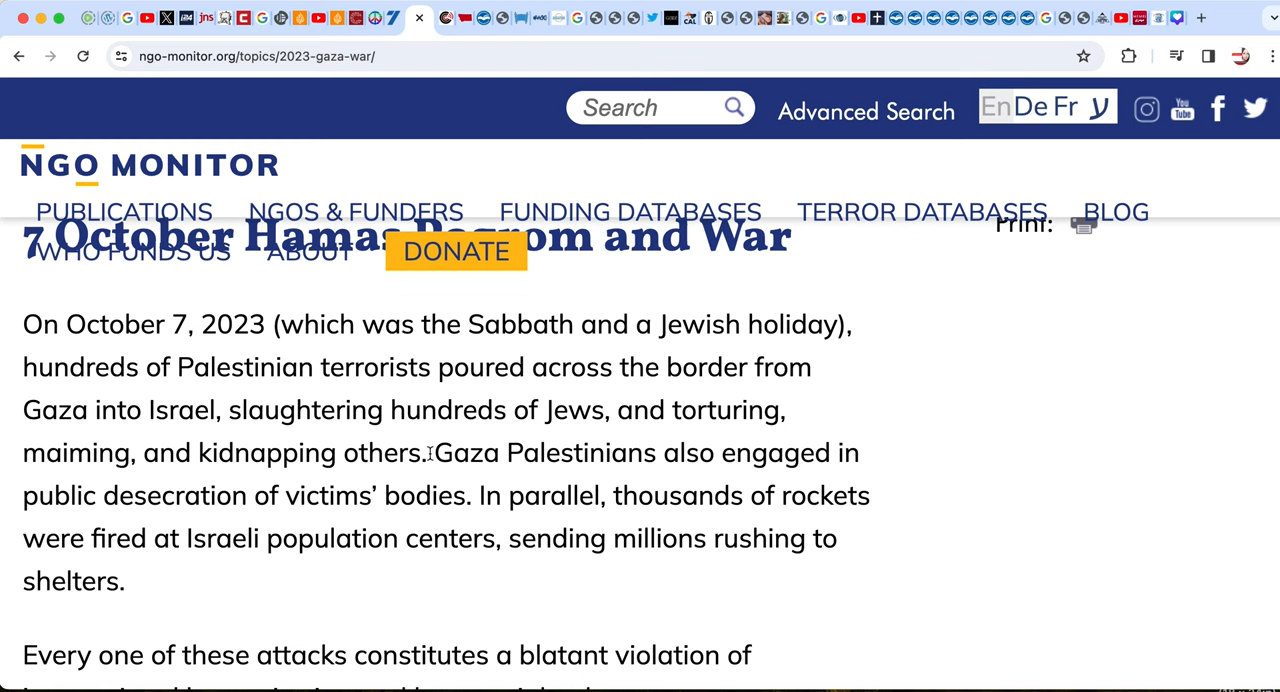 ngo-monitor.org/topics/2023-gaza-war/
Search
Advanced Search
En De Fr ע
You Tube
NGO MONITOR
PUBLICATIONS NGOS & FUNDERS FUNDING DATABASES TERROR DATABASES BLOG
WHO FUNDS US ABOUT DONATE
7 October Hamas Pogrom and War
Print:
On October 7, 2023 (which was the Sabbath and a Jewish holiday),
hundreds of Palestinian terrorists poured across the border from
Gaza into Israel, slaughtering hundreds of Jews, and torturing,
maiming, and kidnapping others. Gaza Palestinians also engaged in
public desecration of victims’ bodies. In parallel, thousands of rockets
were fired at Israeli population centers, sending millions rushing to
shelters.
Every one of these attacks constitutes a blatant violation of